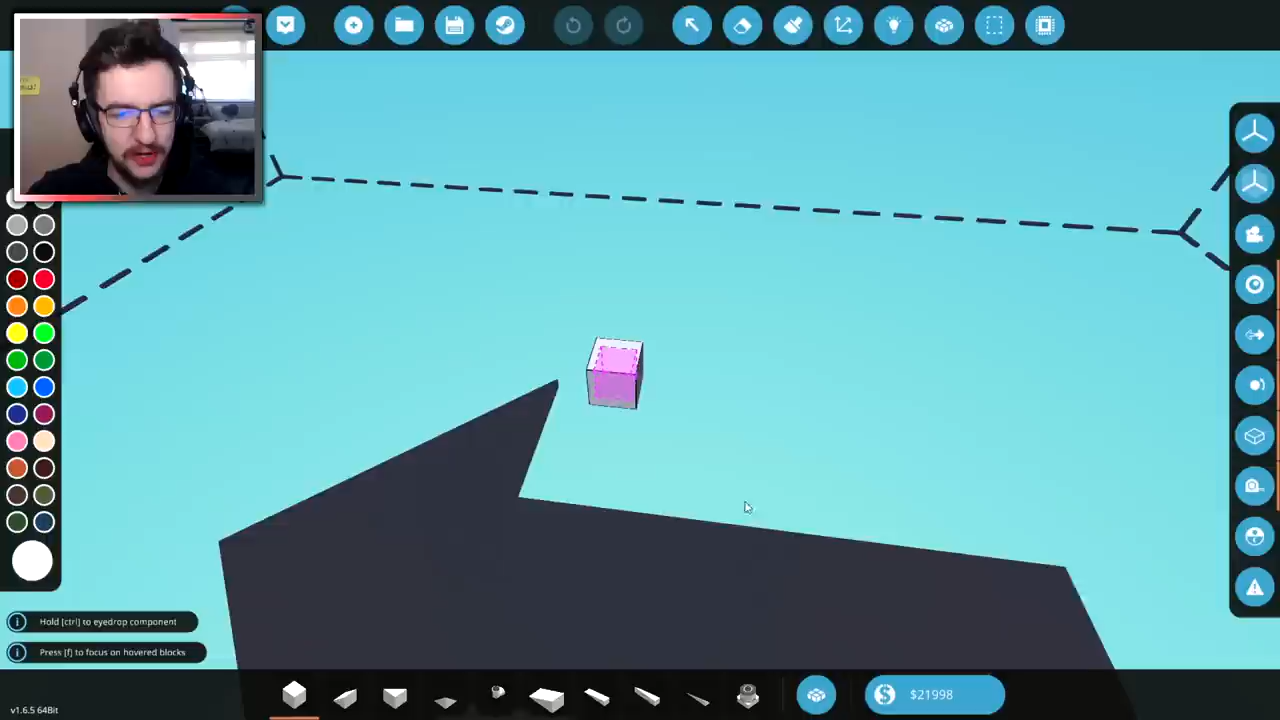 Hold [ctrl] to eyedrop component
Press [f] to focus on hovered blocks
$21998
v1.6.5 64Bit